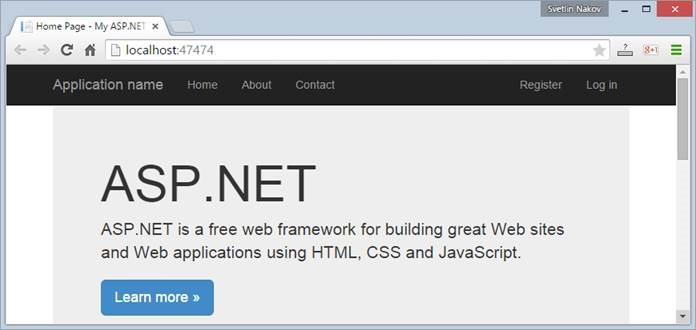 Svetlin Nakov
Home Page - My ASP.NET
localhost:47474
Application name Home About Contact Register Log in
ASP.NET
ASP.NET is a free web framework for building great Web sites
and Web applications using HTML, CSS and JavaScript.
Learn more »